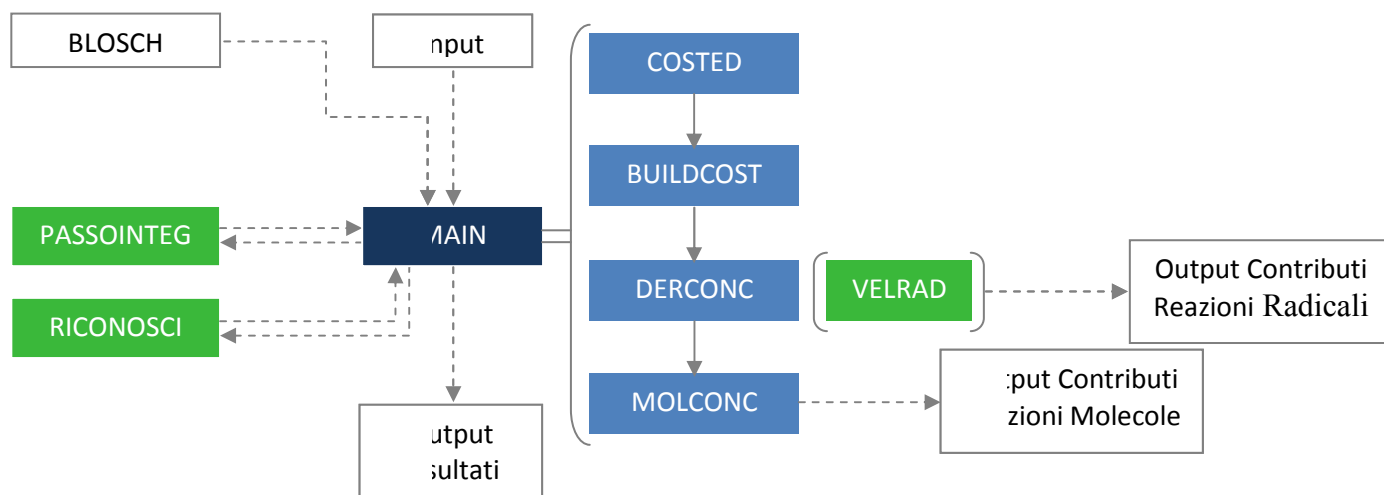 BLOSCH
nput
COSTED
BUILDCOST
PASSOINTEG
MAIN
DERCONC
VELRAD
Output Contributi
Reazioni Radicali
RICONOSCI
MOLCONC
tput Contributi
zioni Molecole
utput
sultati